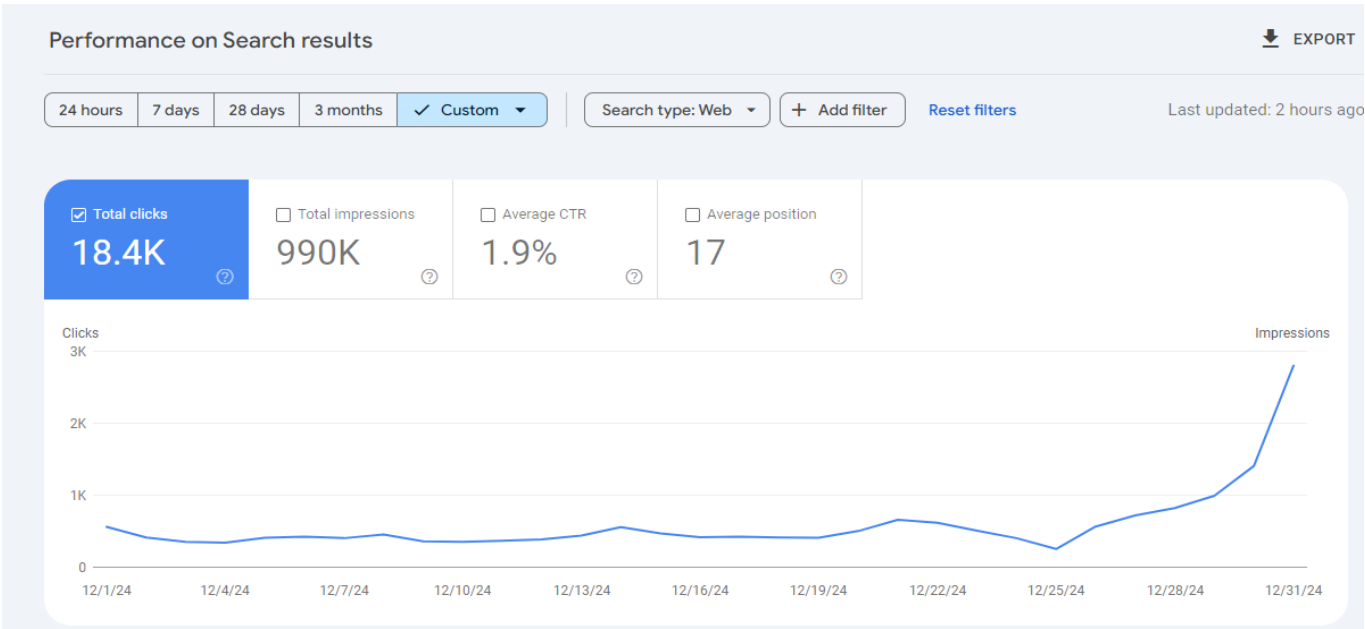 Performance on Search results
EXPORT
24 hours
7 days
28 days
3 months
Custom
Search type: Web
Add filter
Reset filters
Last updated: 2 hours ago
Total clicks
18.4K
Total impressions
990K
Average CTR
1.9%
Average position
17
Clicks
Impressions
3K
2K
1K
0
12/1/24
12/4/24
12/7/24
12/10/24
12/13/24
12/16/24
12/19/24
12/22/24
12/25/24
12/28/24
12/31/24